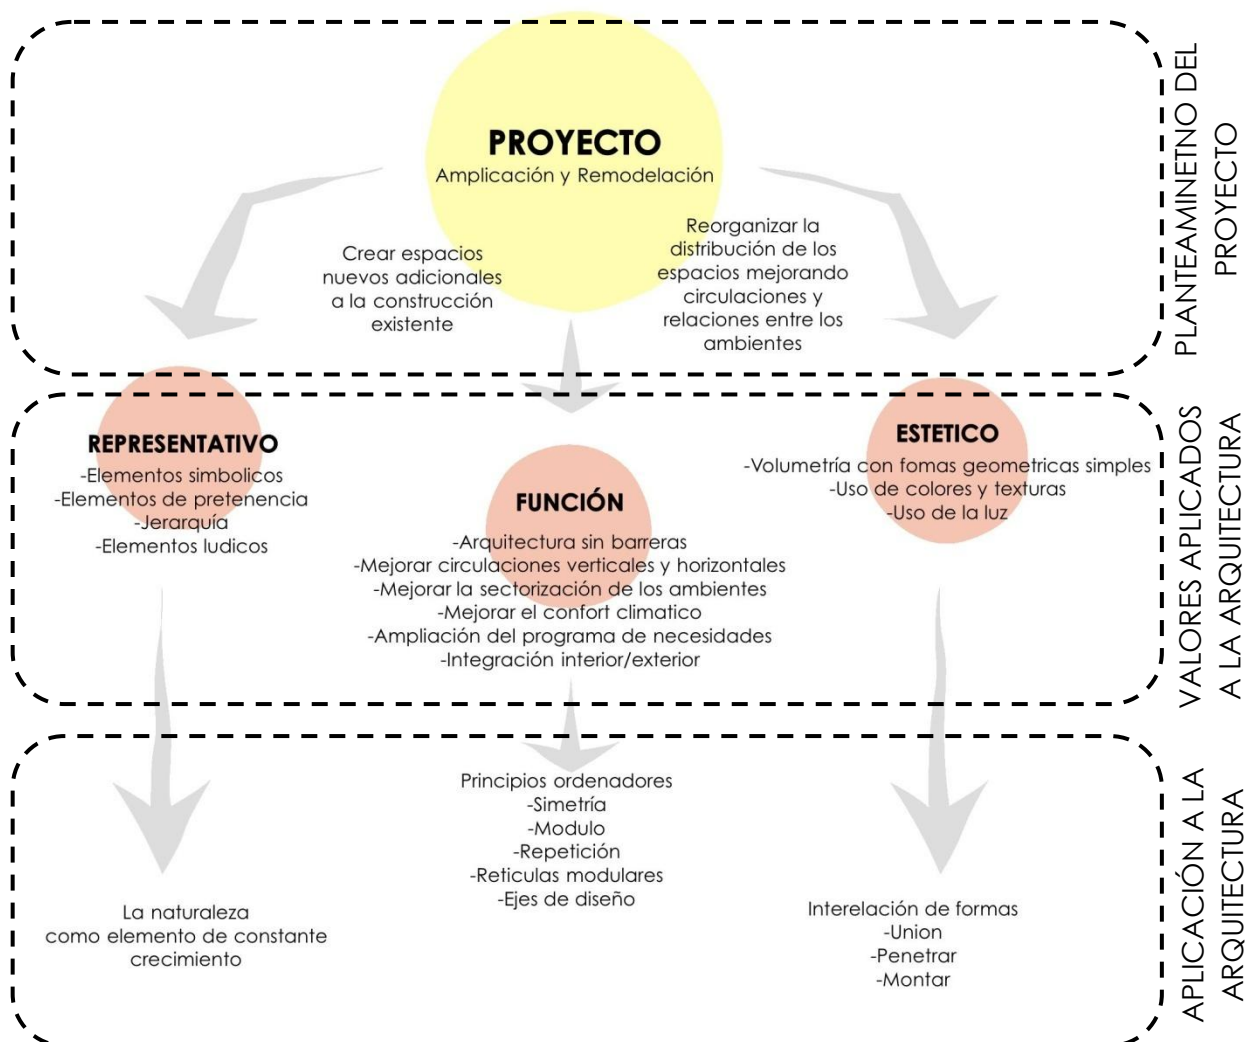 PROYECTO
Amplicación y Remodelación
Crear espacios
nuevos adicionales
a la construcción
existente
Reorganizar la
distribución de los
espacios mejorando
circulaciones y
relaciones entre los
ambientes
PLANTEAMINETNO DEL
PROYECTO
REPRESENTATIVO
-Elementos simbolicos
-Elementos de pretenencia
-Jerarquía
-Elementos ludicos
FUNCIÓN
-Arquitectura sin barreras
-Mejorar circulaciones verticales y horizontales
-Mejorar la sectorización de los ambientes
-Mejorar el confort climatico
-Ampliación del programa de necesidades
-Integración interior/exterior
ESTETICO
-Volumetría con fomas geometricas simples
-Uso de colores y texturas
-Uso de la luz
VALORES APLICADOS
A LA ARQUITECTURA
La naturaleza
como elemento de constante
crecimiento
Principios ordenadores
-Simetría
-Modulo
-Repetición
-Reticulas modulares
-Ejes de diseño
Interelación de formas
-Union
-Penetrar
-Montar
APLICACIÓN A LA
ARQUITECTURA